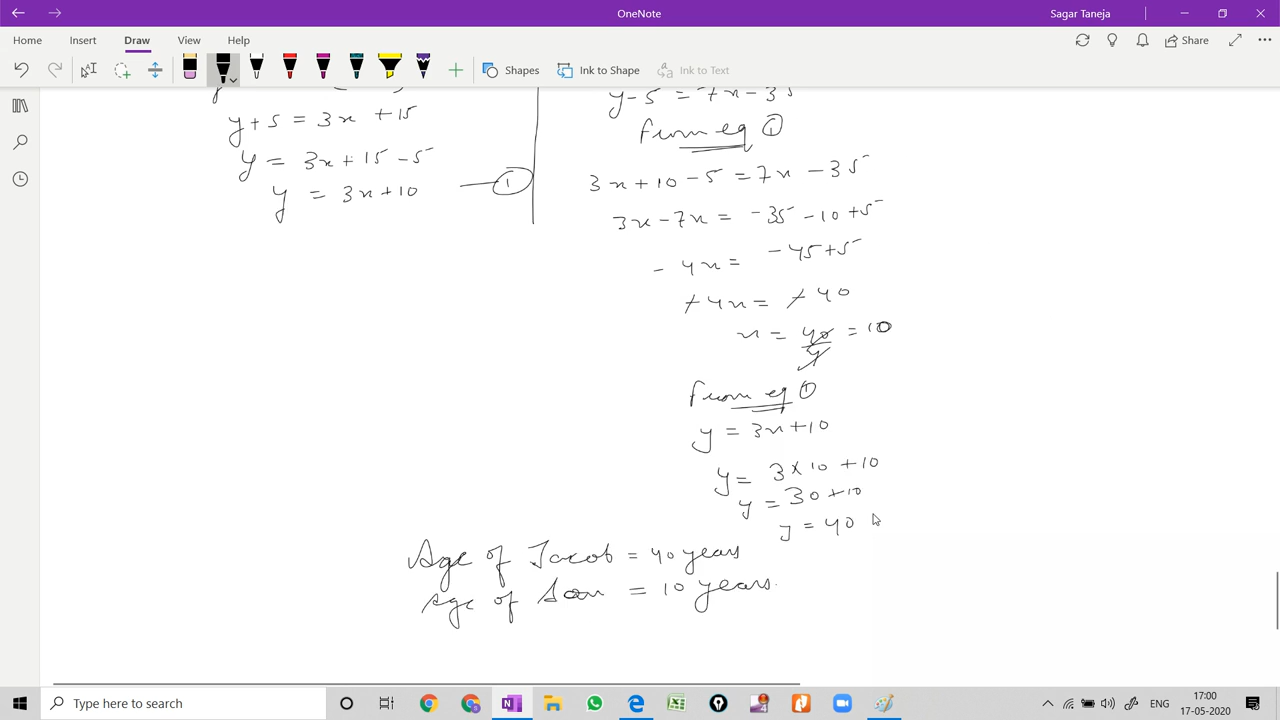 OneNote
Sagar Taneja
Home Insert Draw View Help
Share
Shapes
Ink to Shape
Ink to Text
y+5 = 3x +15
y = 3x+15-5
y = 3x+10 — ①
y-5 = 7x-35
From eq ①
3x+10-5 = 7x-35
3x-7x = -35-10+5
-4x = -45+5
-4x = -40
x = 40/4 = 10
From eq ①
y = 3x+10
y = 3×10+10
y = 30+10
y = 40
Age of Jacob = 40 years
Age of Son = 10 years.
Type here to search
ENG
17:00
17-05-2020